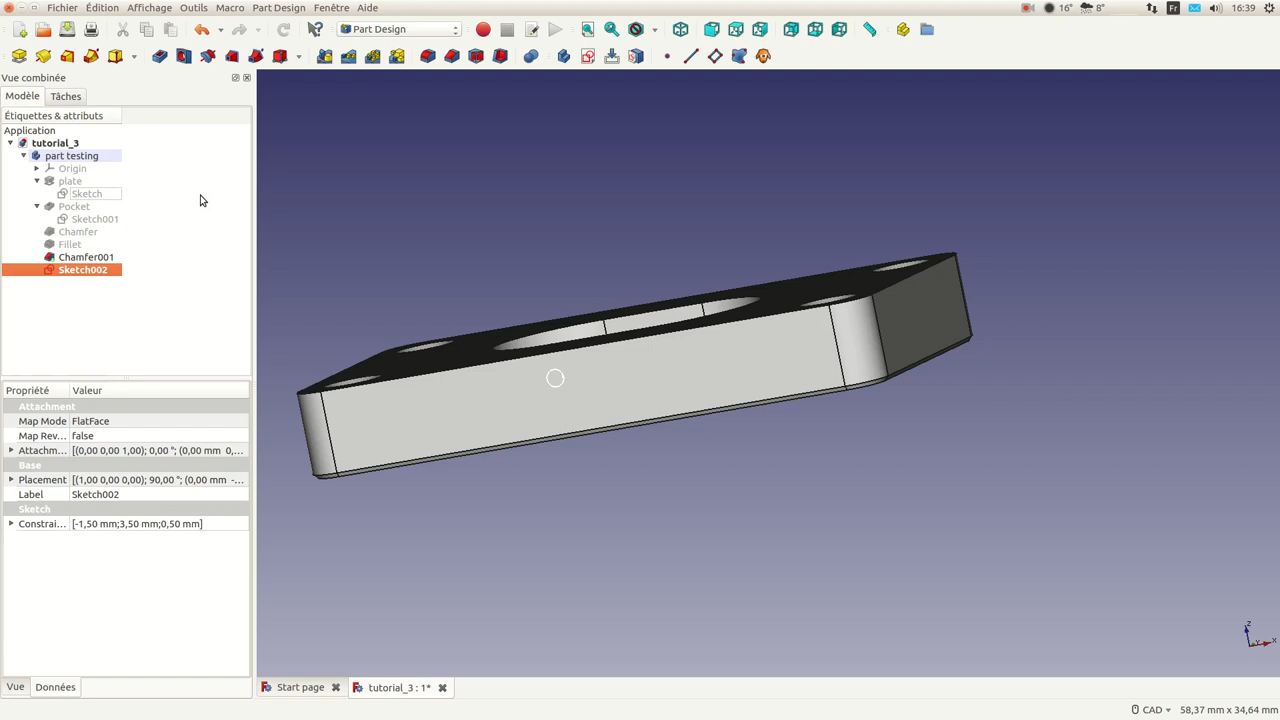 Fichier Édition Affichage Outils Macro Part Design Fenêtre Aide 16° 8° Fr 16:39
Part Design
Vue combinée
Modèle Tâches
Étiquettes & attributs
Application
tutorial_3
part testing
Origin
plate
Sketch
Pocket
Sketch001
Chamfer
Fillet
Chamfer001
Sketch002
Propriété Valeur
Attachment
Map Mode FlatFace
Map Rev... false
Attachm... [(0,00 0,00 1,00); 0,00 °; (0,00 mm 0,...
Base
Placement [(1,00 0,00 0,00); 90,00 °; (0,00 mm -...
Label Sketch002
Sketch
Constrai... [-1,50 mm;3,50 mm;0,50 mm]
Z
Y X
Vue Données Start page tutorial_3 : 1*
CAD 58,37 mm x 34,64 mm